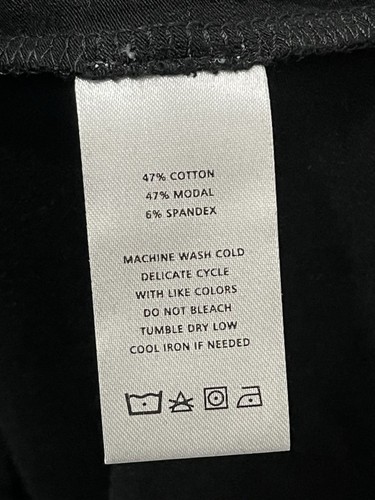 47% COTTON
47% MODAL
6% SPANDEX
MACHINE WASH COLD
DELICATE CYCLE
WITH LIKE COLORS
DO NOT BLEACH
TUMBLE DRY LOW
COOL IRON IF NEEDED